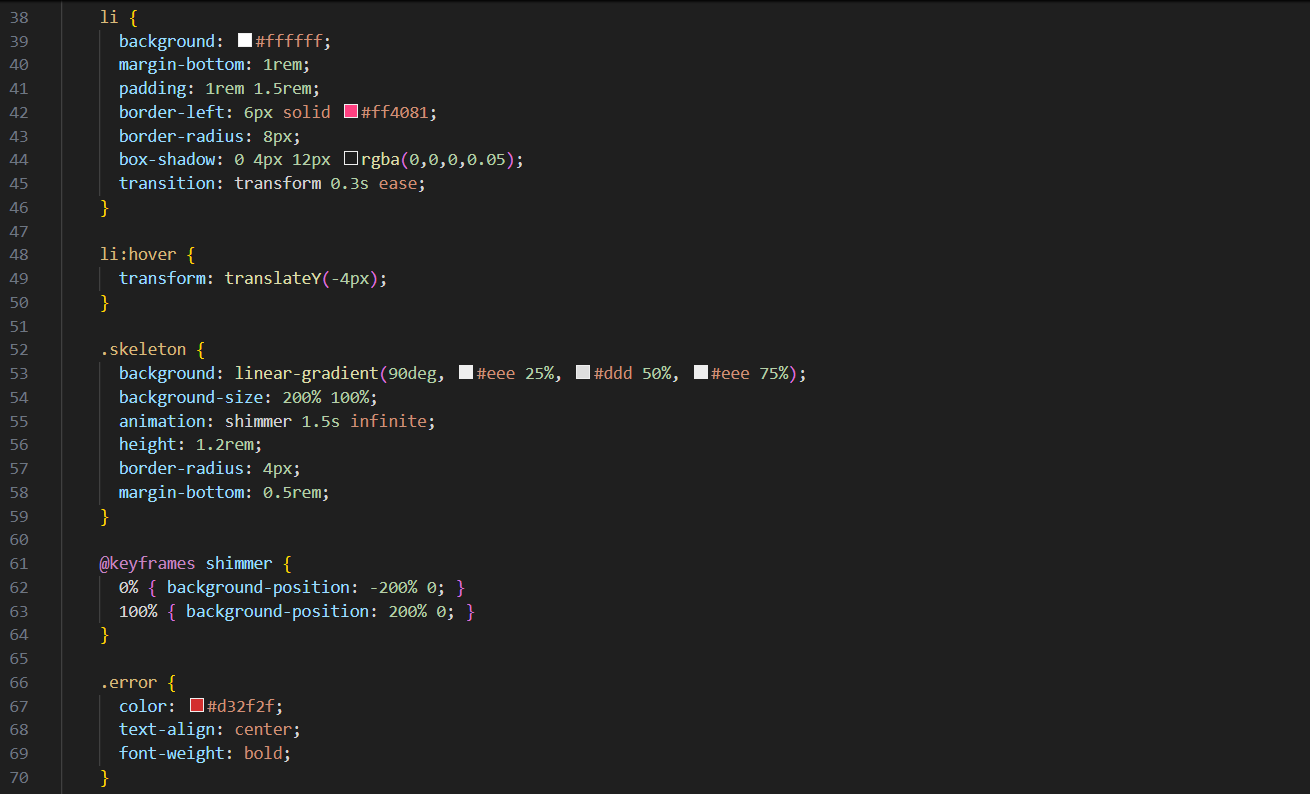 38 li {
39 background: #ffffff;
40 margin-bottom: 1rem;
41 padding: 1rem 1.5rem;
42 border-left: 6px solid #ff4081;
43 border-radius: 8px;
44 box-shadow: 0 4px 12px rgba(0,0,0,0.05);
45 transition: transform 0.3s ease;
46 }
47
48 li:hover {
49 transform: translateY(-4px);
50 }
51
52 .skeleton {
53 background: linear-gradient(90deg, #eee 25%, #ddd 50%, #eee 75%);
54 background-size: 200% 100%;
55 animation: shimmer 1.5s infinite;
56 height: 1.2rem;
57 border-radius: 4px;
58 margin-bottom: 0.5rem;
59 }
60
61 @keyframes shimmer {
62 0% { background-position: -200% 0; }
63 100% { background-position: 200% 0; }
64 }
65
66 .error {
67 color: #d32f2f;
68 text-align: center;
69 font-weight: bold;
70 }